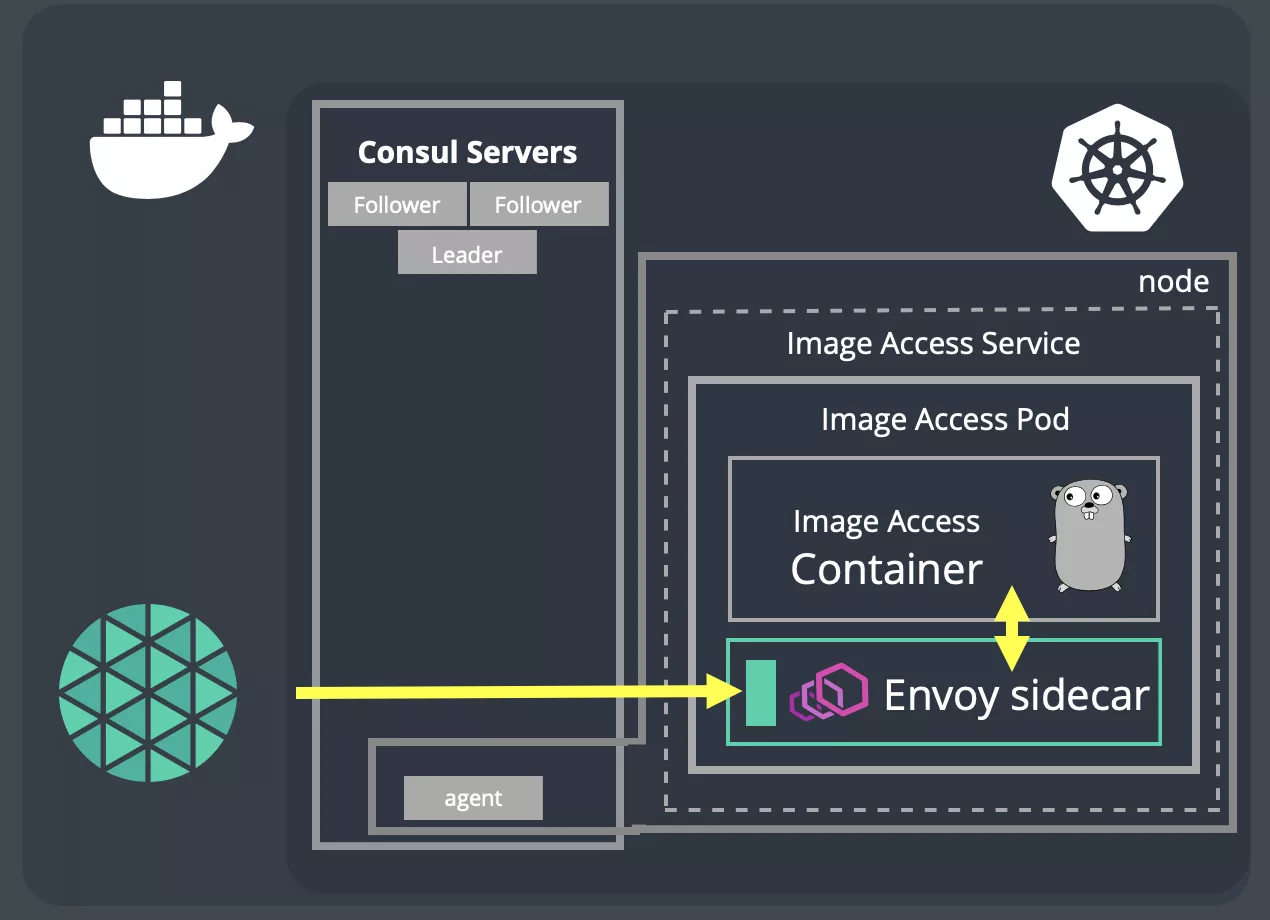 Consul Servers
Follower
Follower
Leader
node
Image Access Service
Image Access Pod
Image Access
Container
Envoy sidecar
agent